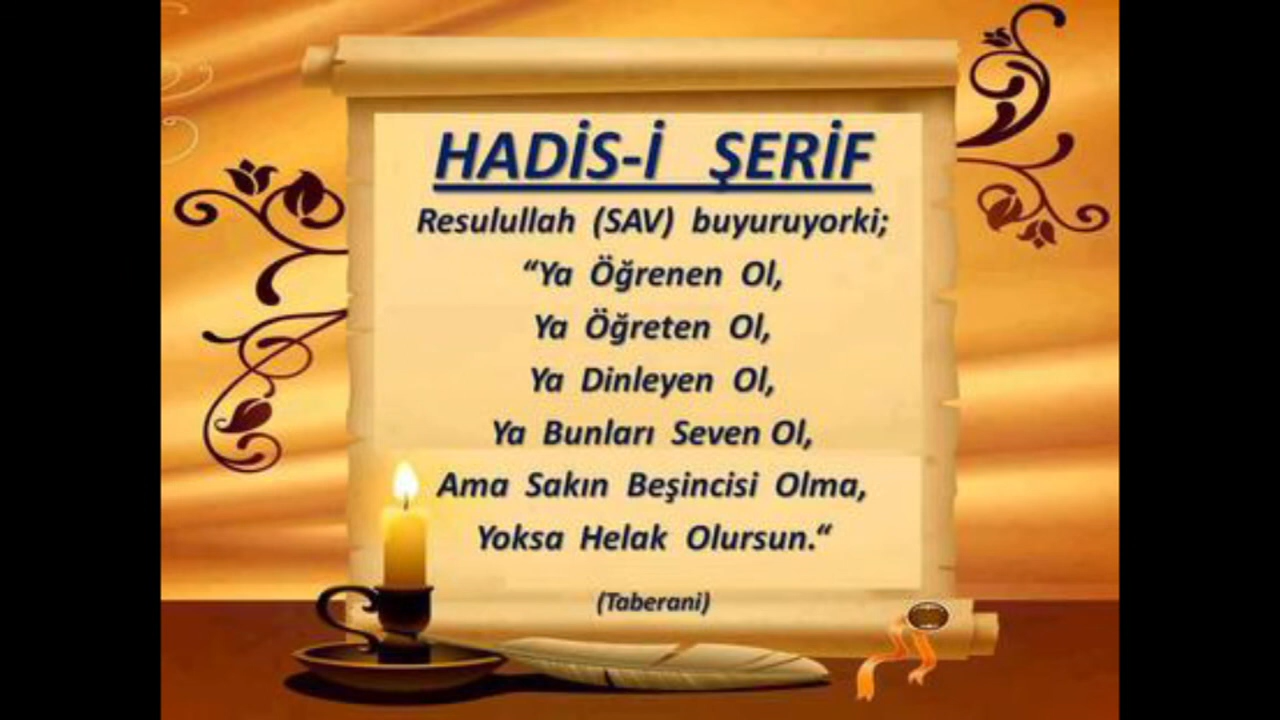 HADİS-İ ŞERİF
Resulullah (SAV) buyuruyorki;
“Ya Öğrenen Ol,
Ya Öğreten Ol,
Ya Dinleyen Ol,
Ya Bunları Seven Ol,
Ama Sakın Beşincisi Olma,
Yoksa Helak Olursun.“
(Taberani)